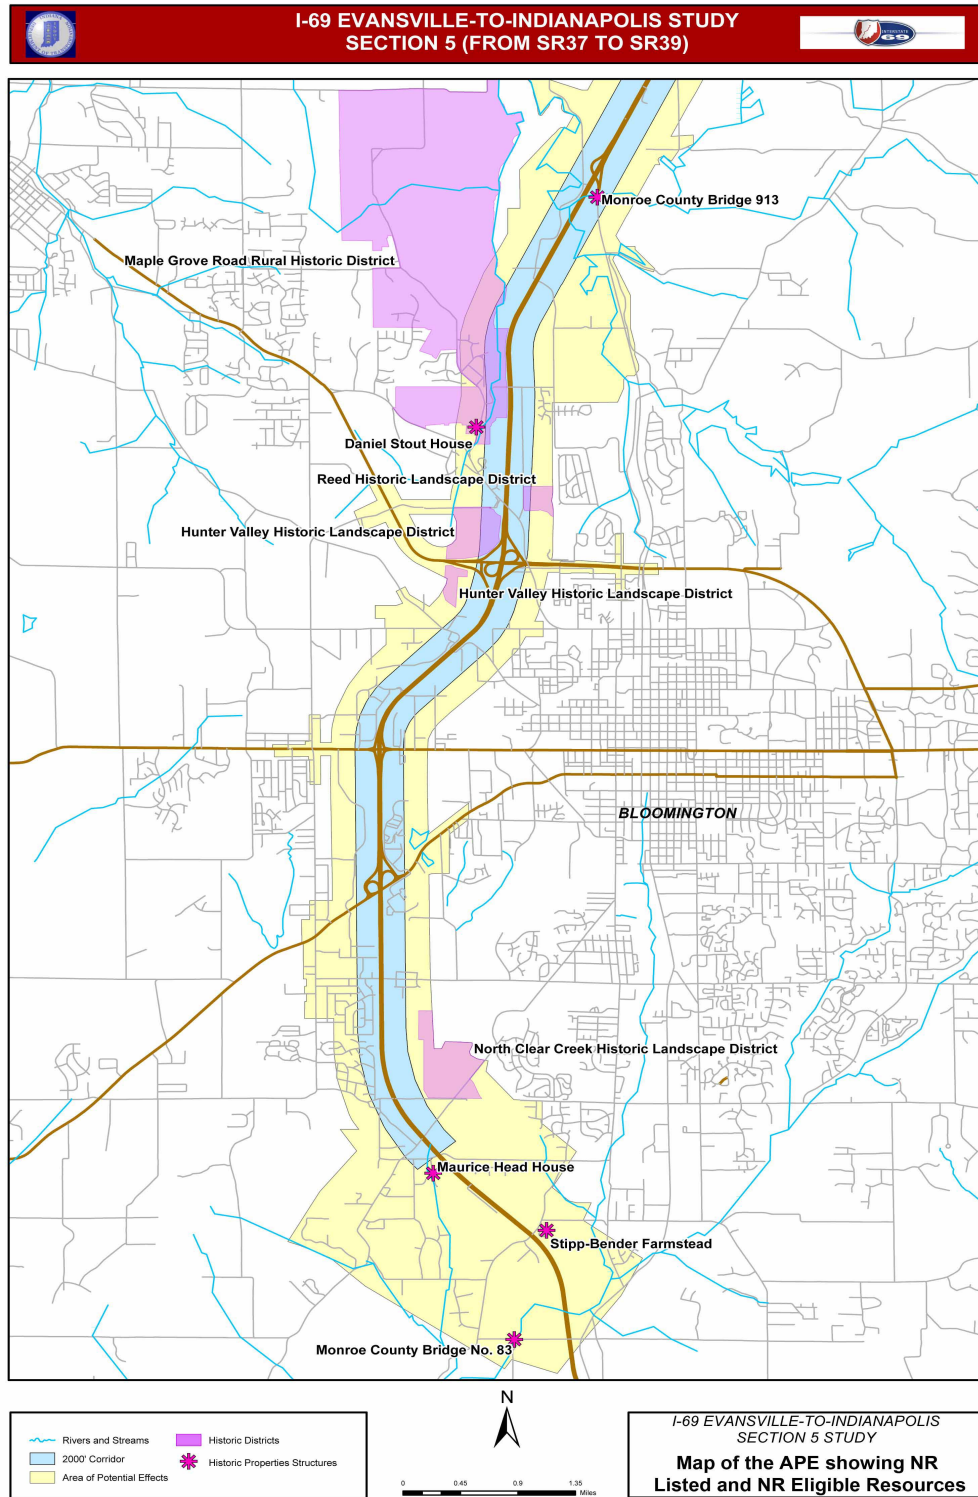 I-69 EVANSVILLE-TO-INDIANAPOLIS STUDY
SECTION 5 (FROM SR37 TO SR39)
INTERSTATE
69
Monroe County Bridge 913
Maple Grove Road Rural Historic District
Daniel Stout House
Reed Historic Landscape District
Hunter Valley Historic Landscape District
Hunter Valley Historic Landscape District
BLOOMINGTON
North Clear Creek Historic Landscape District
Maurice Head House
Stipp-Bender Farmstead
Monroe County Bridge No. 83
Rivers and Streams
2000' Corridor
Area of Potential Effects
Historic Districts
Historic Properties Structures
N
0 0.45 0.9 1.35
Miles
I-69 EVANSVILLE-TO-INDIANAPOLIS
SECTION 5 STUDY
Map of the APE showing NR
Listed and NR Eligible Resources